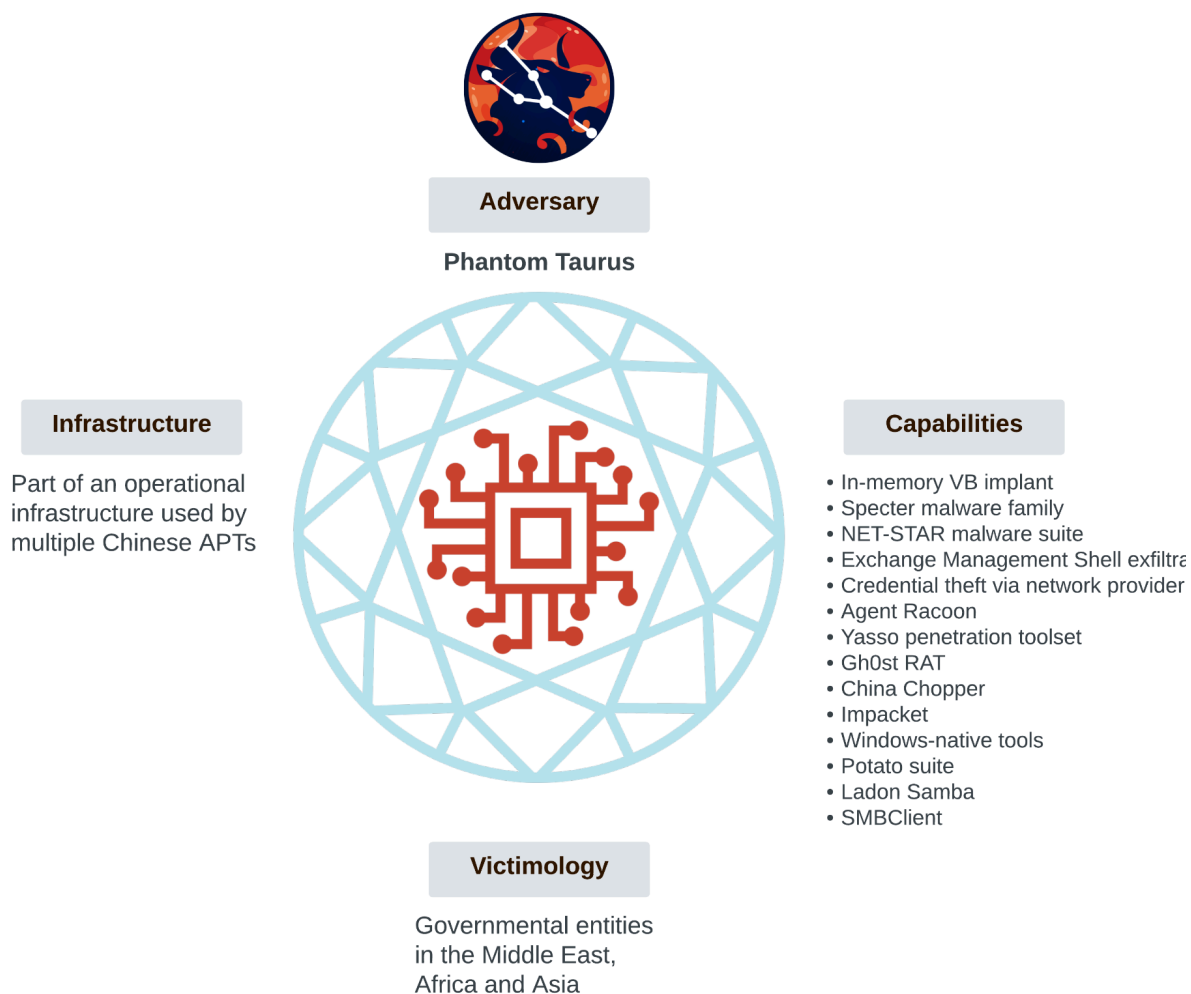 Adversary
Phantom Taurus
Infrastructure
Part of an operational
infrastructure used by
multiple Chinese APTs
Capabilities
• In-memory VB implant
• Specter malware family
• NET-STAR malware suite
• Exchange Management Shell
• Credential theft via network provider
• Agent Racoon
• Yasso penetration toolset
• Gh0st RAT
• China Chopper
• Impacket
• Windows-native tools
• Potato suite
• Ladon Samba
• SMBClient
Victimology
Governmental entities
in the Middle East,
Africa and Asia